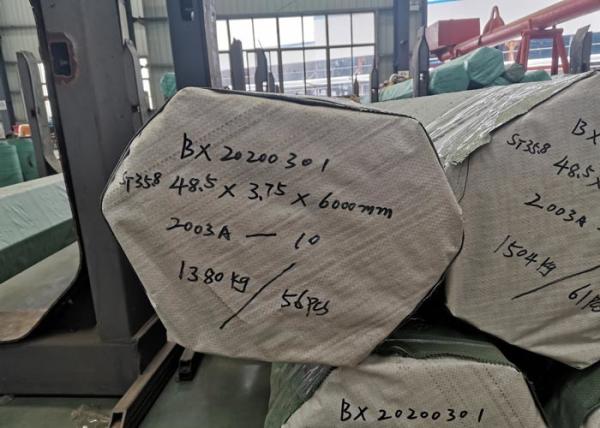 BX 20200301
ST35.8 48.5 x 3.75 x 6000mm
2003A — 10
1380kg / 56pcs
BX
ST35.8
48.5
2003A
1504kg /
61
BX 20200301